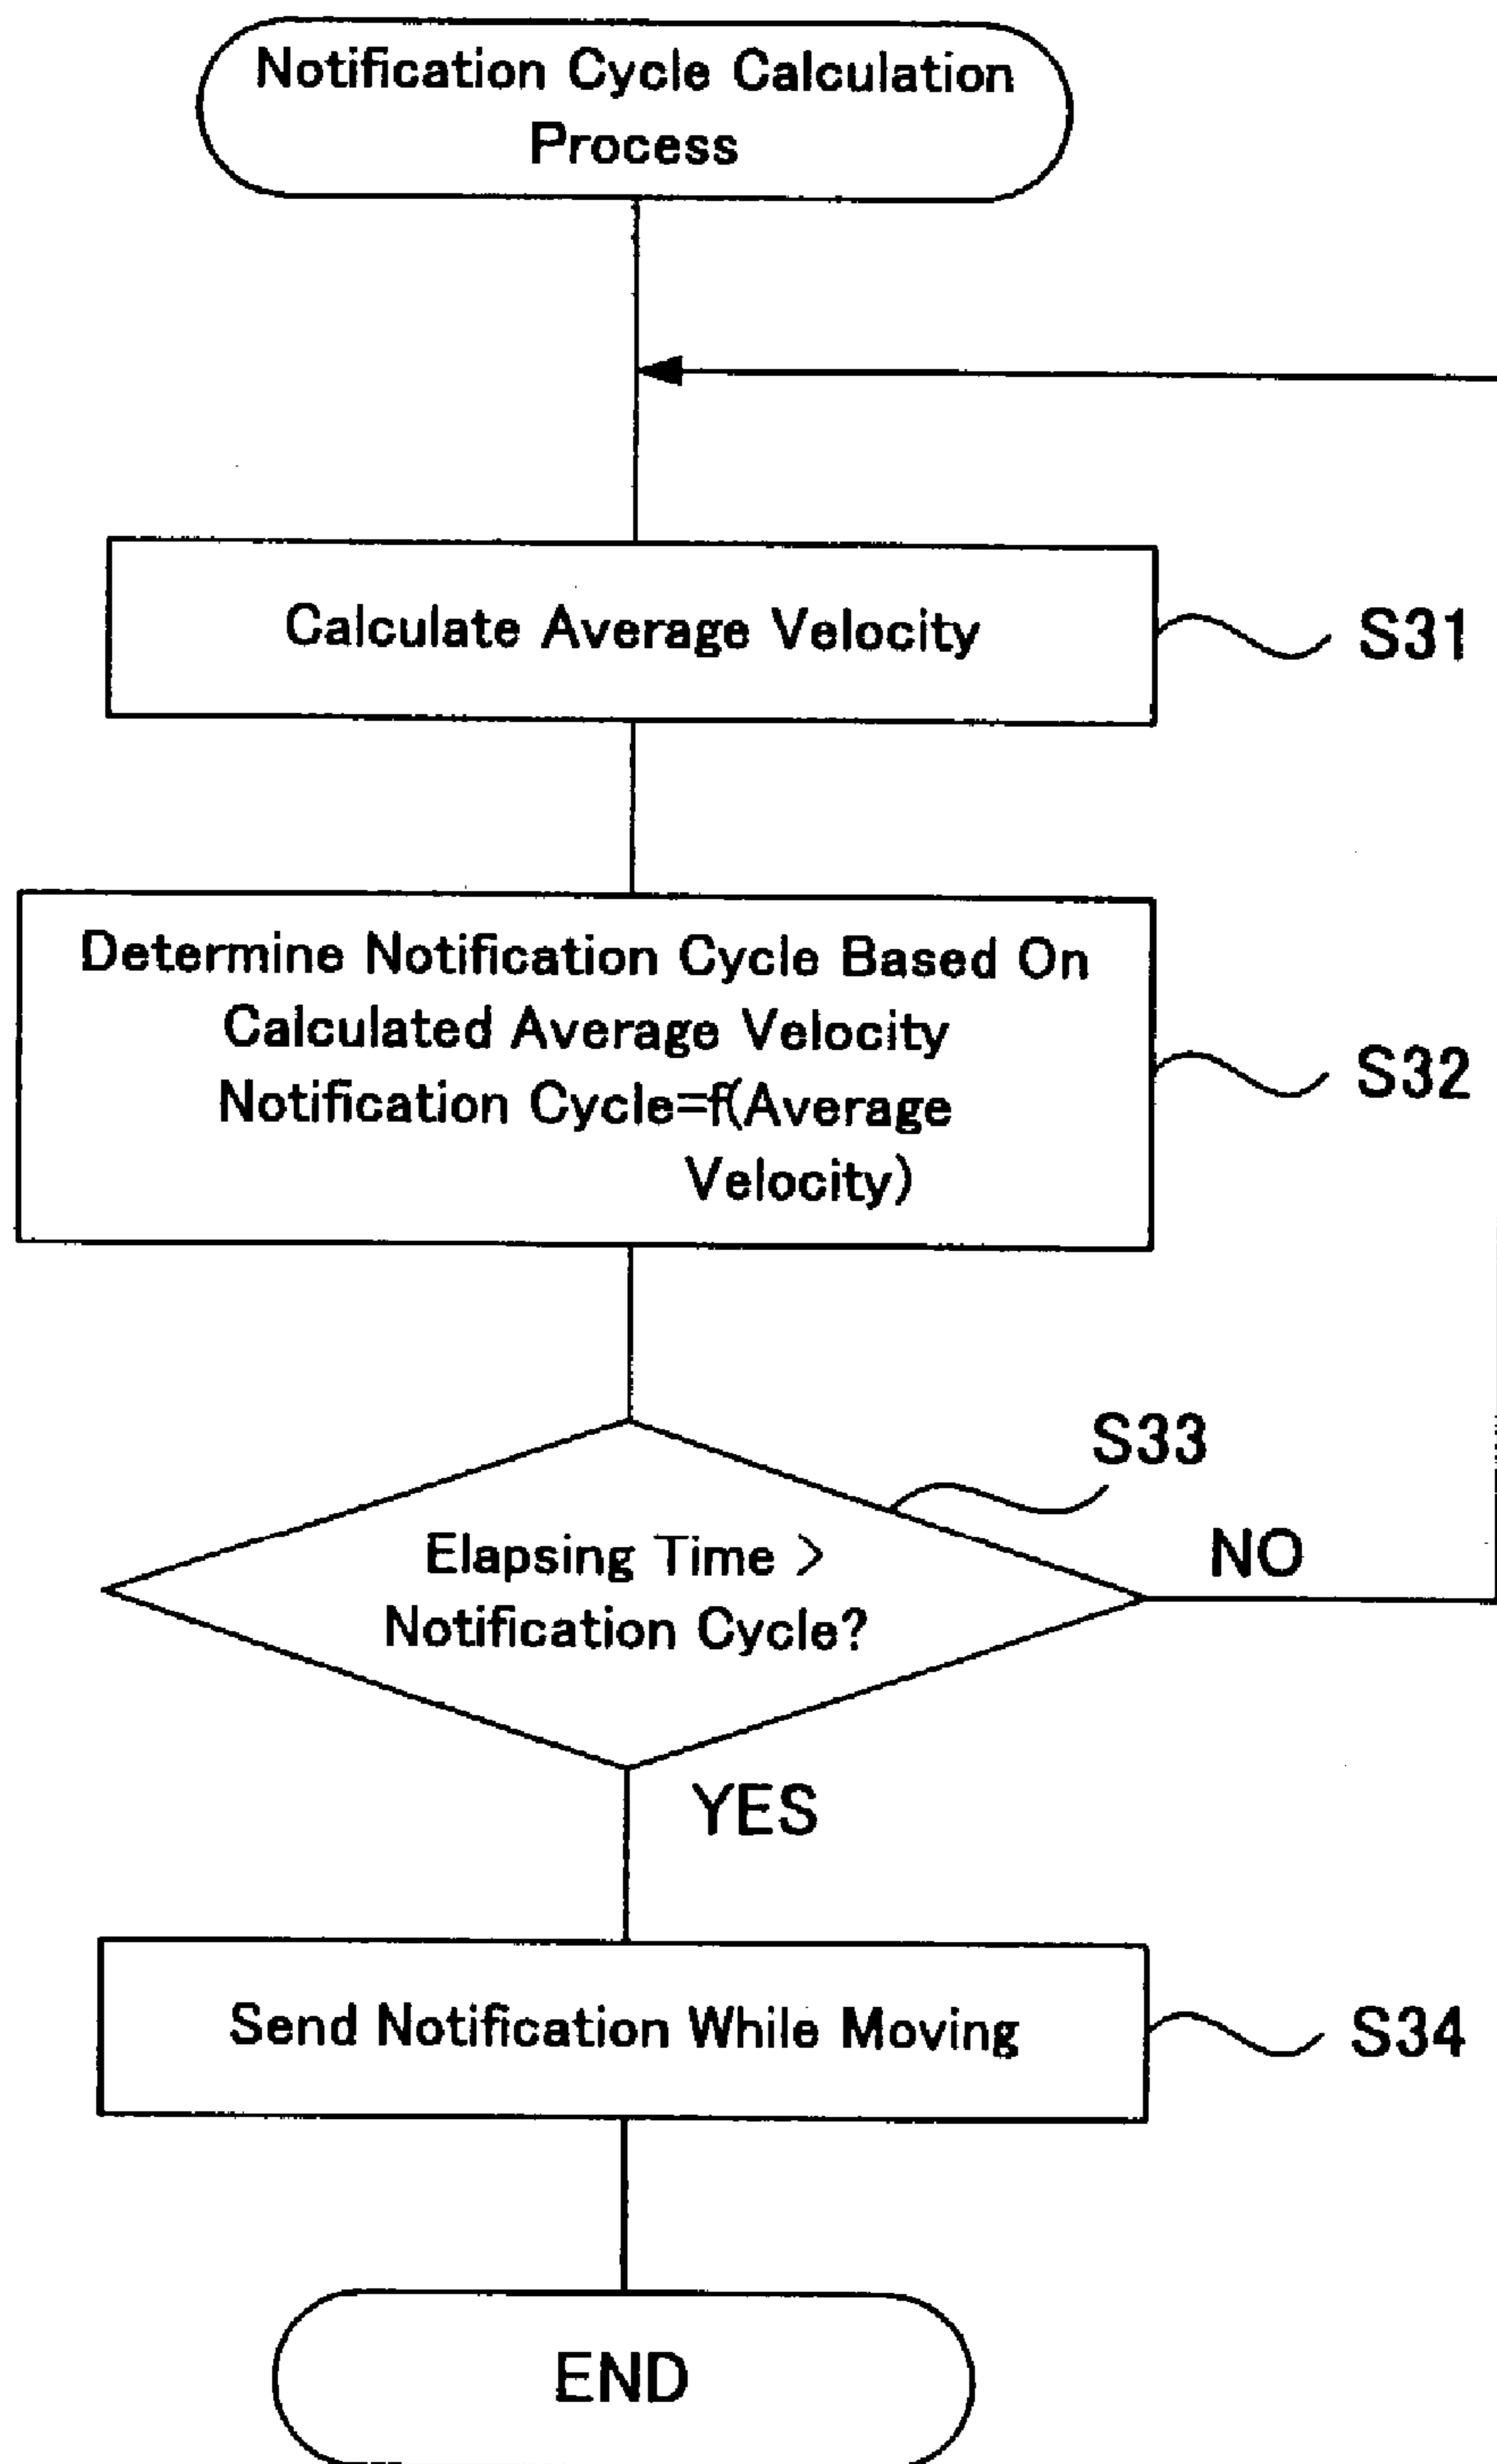 Notification Cycle Calculation
Process
Calculate Average Velocity
S31
Determine Notification Cycle Based On
Calculated Average Velocity
Notification Cycle=f(Average
Velocity)
S32
S33
Elapsing Time >
Notification Cycle?
NO
YES
Send Notification While Moving
S34
END